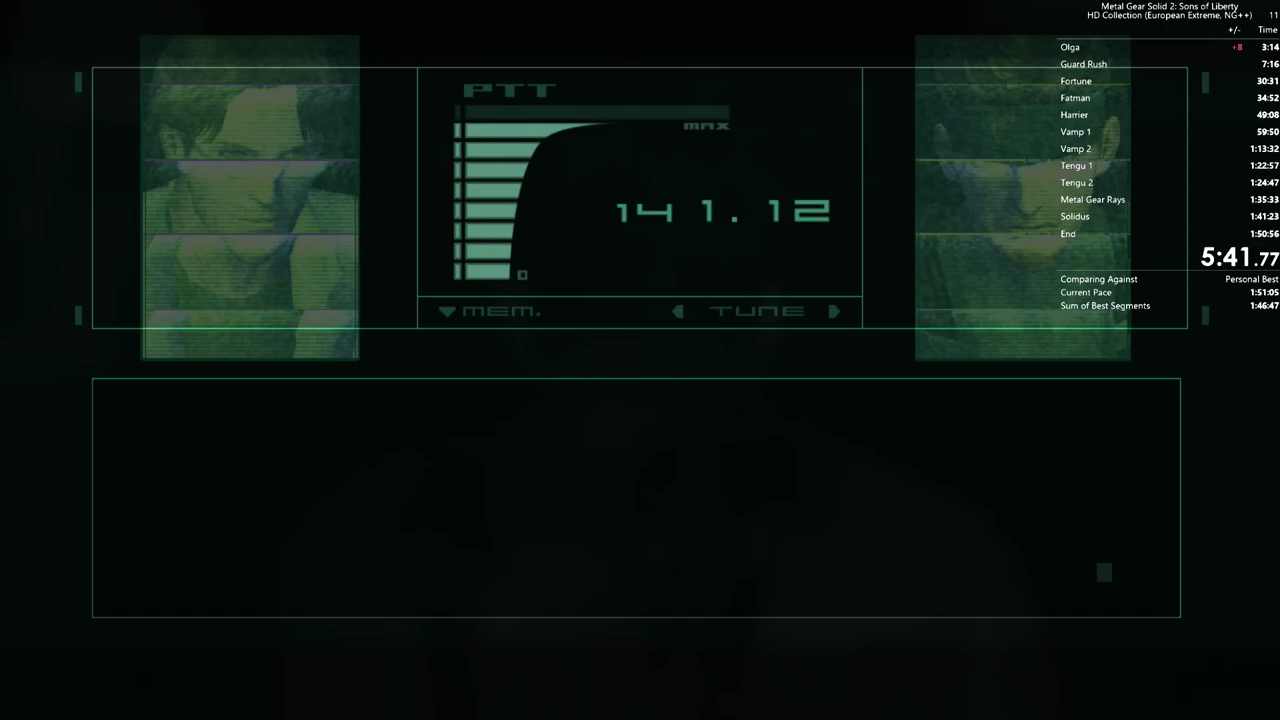 Metal Gear Solid 2: Sons of Liberty
HD Collection (European Extreme, NG++) 11
+/- Time
Olga +8 3:14
Guard Rush 7:16
Fortune 30:31
Fatman 34:52
Harrier 49:08
Vamp 1 59:50
Vamp 2 1:13:32
Tengu 1 1:22:57
Tengu 2 1:24:47
Metal Gear Rays 1:35:33
Solidus 1:41:23
End 1:50:56
5:41.77
Comparing Against Personal Best
Current Pace 1:51:05
Sum of Best Segments 1:46:47
PTT
MAX
141.12
MEM.
TUNE